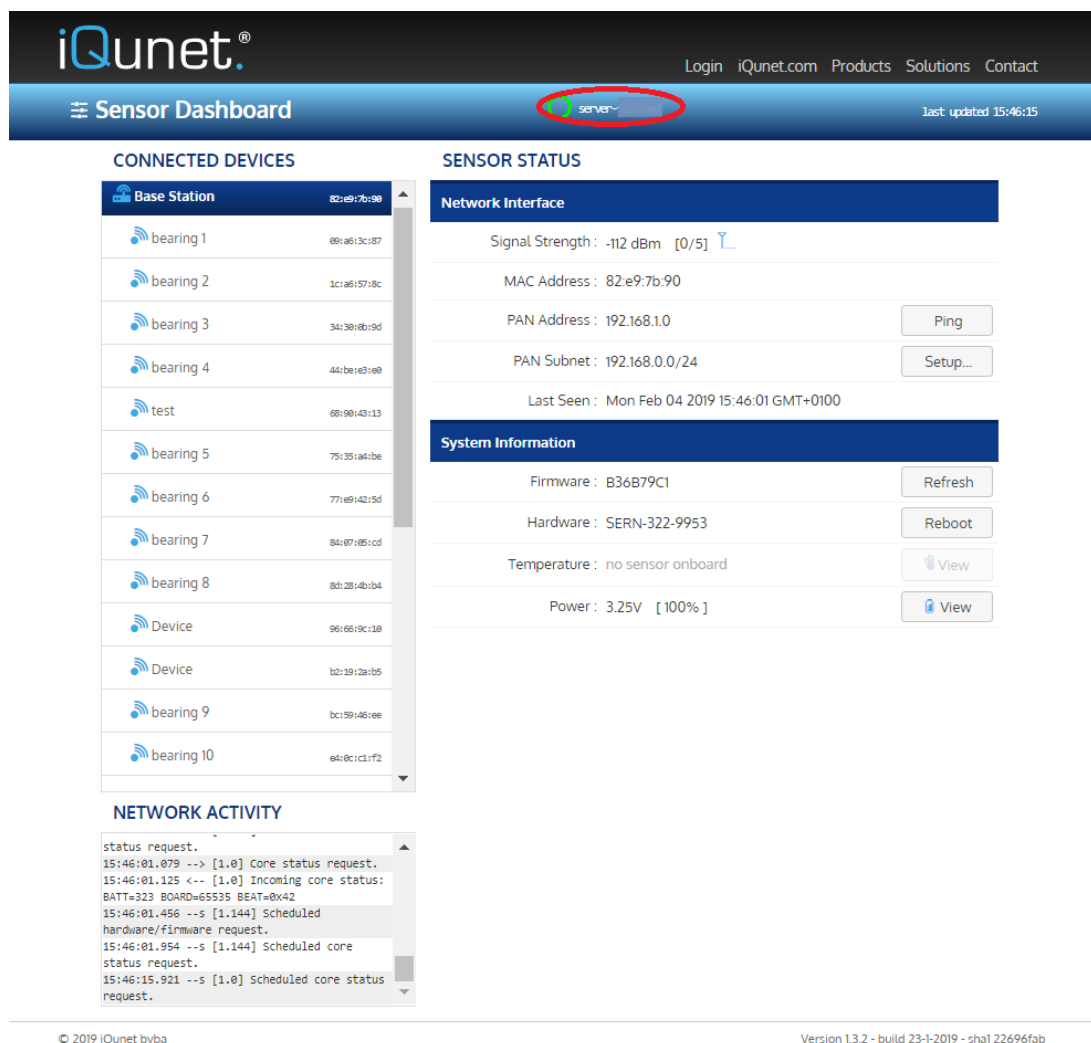 iQunet.®
Login iQunet.com Products Solutions Contact
Sensor Dashboard
server-
last updated 15:46:15
CONNECTED DEVICES
Base Station 82:e9:7b:90
bearing 1 09:a6:3c:87
bearing 2 1c:a6:57:8c
bearing 3 34:30:0b:9d
bearing 4 44:be:e3:e0
test 68:90:43:13
bearing 5 75:35:a4:be
bearing 6 77:e9:42:5d
bearing 7 84:07:05:cd
bearing 8 8d:28:4b:b4
Device 96:66:9c:10
Device b2:19:2a:b5
bearing 9 bc:59:46:ee
bearing 10 e4:0c:c1:f2
SENSOR STATUS
Network Interface
Signal Strength : -112 dBm [0/5]
MAC Address : 82:e9:7b:90
PAN Address : 192.168.1.0 Ping
PAN Subnet : 192.168.0.0/24 Setup...
Last Seen : Mon Feb 04 2019 15:46:01 GMT+0100
System Information
Firmware : B36B79C1 Refresh
Hardware : SERN-322-9953 Reboot
Temperature : no sensor onboard View
Power : 3.25V [ 100% ] View
NETWORK ACTIVITY
status request.
15:46:01.079 --> [1.0] Core status request.
15:46:01.125 <-- [1.0] Incoming core status:
BATT=323 BOARD=65535 BEAT=0x42
15:46:01.456 --s [1.144] Scheduled
hardware/firmware request.
15:46:01.954 --s [1.144] Scheduled core
status request.
15:46:15.921 --s [1.0] Scheduled core status
request.
© 2019 iQunet bvba
Version 1.3.2 - build 23-1-2019 - sha1 22696fab